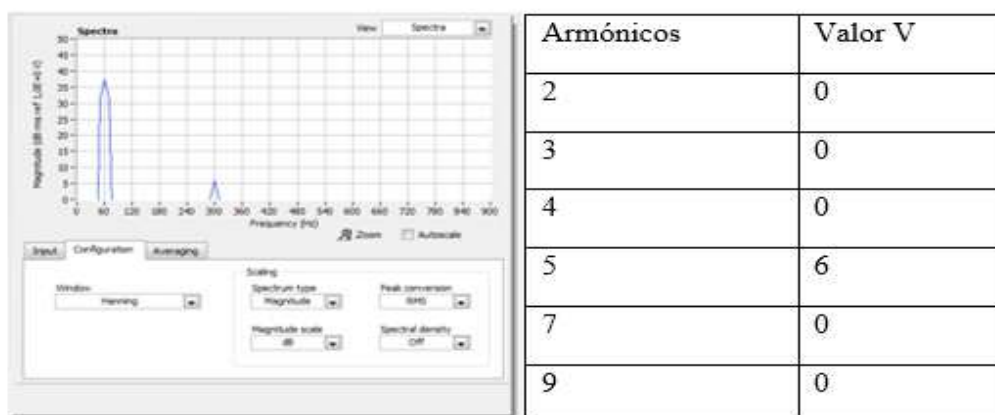 Spectra
View
Spectra
50
45
40
35
30
25
20
15
10
5
0
Magnitude (dB rms ref 1,0E+0 V)
0 60 120 180 240 300 360 420 480 540 600 660 720 780 840 900
Frequency (Hz)
Zoom
Autoscale
Input Configuration Averaging
Window
Hanning
Scaling
Spectrum type
Magnitude
Peak conversion
RMS
Magnitude scale
dB
Spectral density
Off
Armónicos Valor V
2 0
3 0
4 0
5 6
7 0
9 0